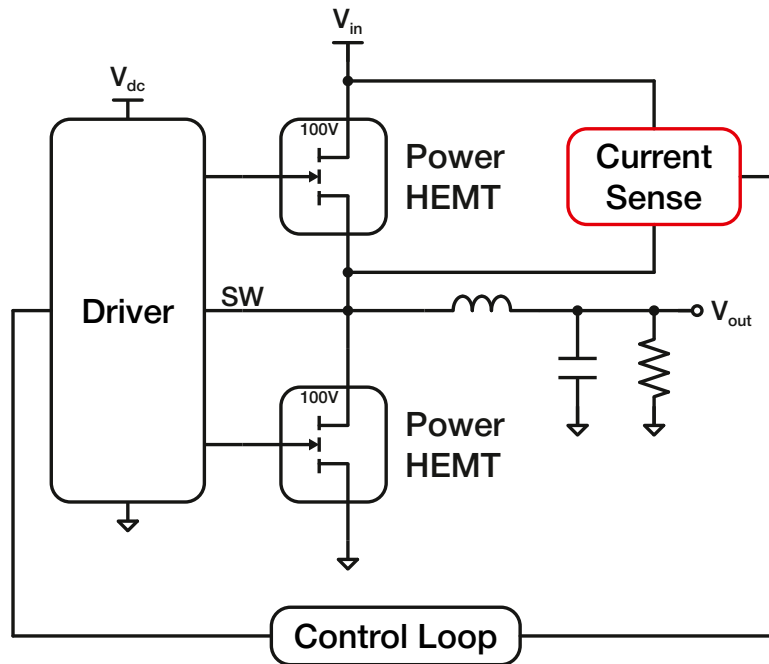 V_in
V_dc
100V
Power
HEMT
Current
Sense
Driver
SW
V_out
100V
Power
HEMT
Control Loop